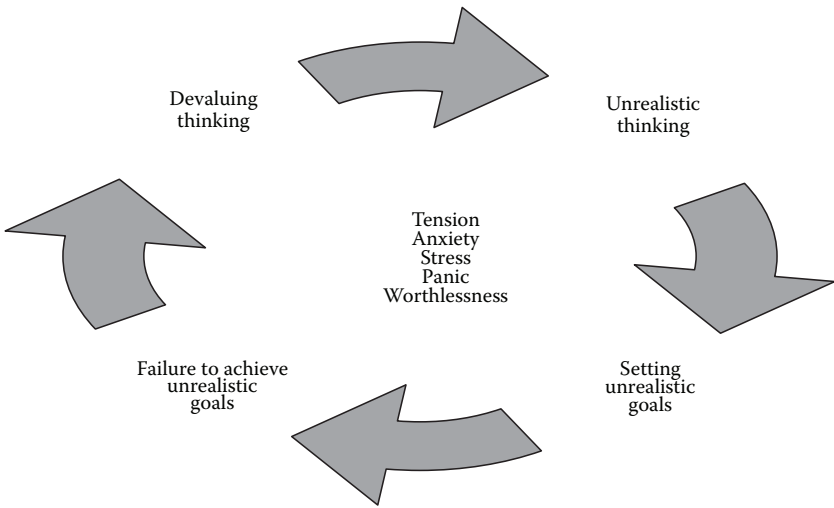 Devaluing
thinking
Unrealistic
thinking
Tension
Anxiety
Stress
Panic
Worthlessness
Failure to achieve
unrealistic
goals
Setting
unrealistic
goals